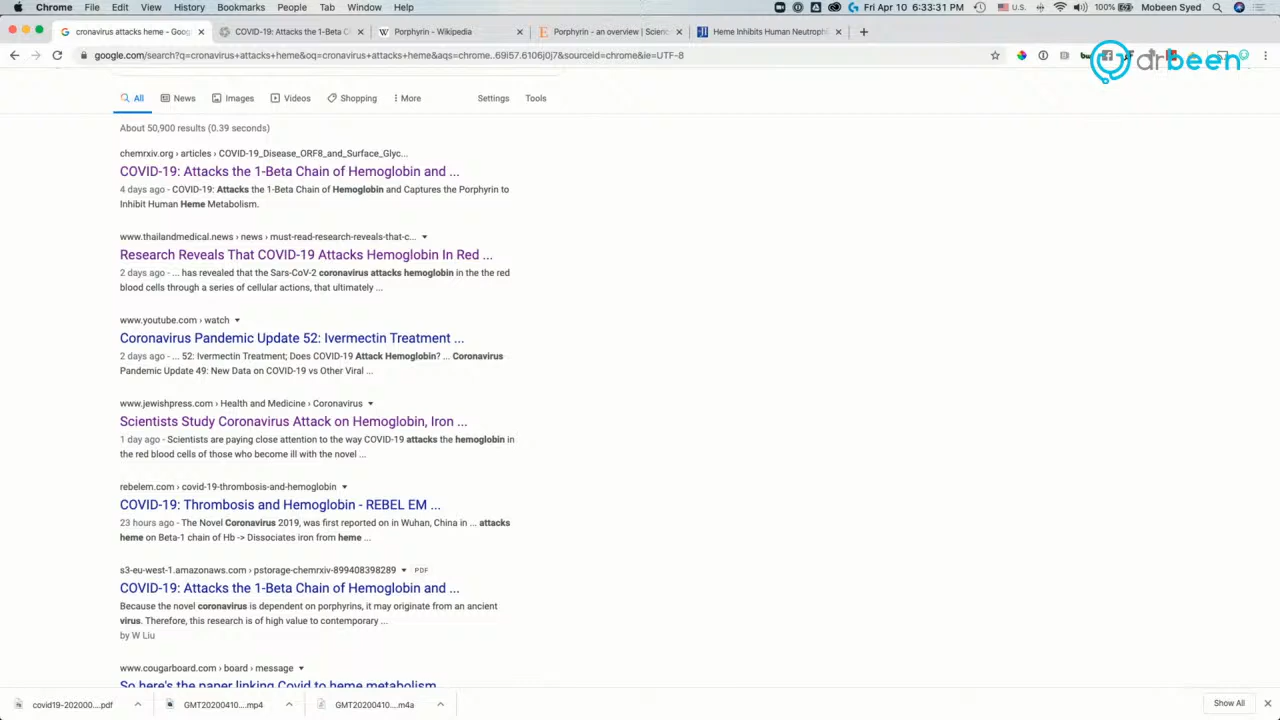 Chrome File Edit View History Bookmarks People Tab Window Help U.S. 100% Fri Apr 10 6:33:31 PM Mobeen Syed
cronavirus attacks heme - Goog
COVID-19: Attacks the 1-Beta C
Porphyrin - Wikipedia
Porphyrin - an overview | Scienc
Heme Inhibits Human Neutroph
google.com/search?q=cronavirus+attacks+heme&oq=cronavirus+attacks+heme&aqs=chrome..69i57.6106j0j7&sourceid=chrome&ie=UTF-8
drbeen
All News Images Videos Shopping More Settings Tools
About 50,900 results (0.39 seconds)
chemrxiv.org › articles › COVID-19_Disease_ORF8_and_Surface_Glyc...
COVID-19: Attacks the 1-Beta Chain of Hemoglobin and ...
4 days ago - COVID-19: Attacks the 1-Beta Chain of Hemoglobin and Captures the Porphyrin to
Inhibit Human Heme Metabolism.
www.thailandmedical.news › news › must-read-research-reveals-that-c...
Research Reveals That COVID-19 Attacks Hemoglobin In Red ...
2 days ago - ... has revealed that the Sars-CoV-2 coronavirus attacks hemoglobin in the the red
blood cells through a series of cellular actions, that ultimately ...
www.youtube.com › watch
Coronavirus Pandemic Update 52: Ivermectin Treatment ...
2 days ago - ... 52: Ivermectin Treatment; Does COVID-19 Attack Hemoglobin? ... Coronavirus
Pandemic Update 49: New Data on COVID-19 vs Other Viral ...
www.jewishpress.com › Health and Medicine › Coronavirus
Scientists Study Coronavirus Attack on Hemoglobin, Iron ...
1 day ago - Scientists are paying close attention to the way COVID-19 attacks the hemoglobin in
the red blood cells of those who become ill with the novel ...
rebelem.com › covid-19-thrombosis-and-hemoglobin
COVID-19: Thrombosis and Hemoglobin - REBEL EM ...
23 hours ago - The Novel Coronavirus 2019, was first reported on in Wuhan, China in ... attacks
heme on Beta-1 chain of Hb -> Dissociates iron from heme ...
s3-eu-west-1.amazonaws.com › pstorage-chemrxiv-899408398289 PDF
COVID-19: Attacks the 1-Beta Chain of Hemoglobin and ...
Because the novel coronavirus is dependent on porphyrins, it may originate from an ancient
virus. Therefore, this research is of high value to contemporary ...
by W Liu
www.cougarboard.com › board › message
So here's the paper linking Covid to heme metabolism
covid19-202000....pdf
GMT20200410....mp4
GMT20200410....m4a
Show All